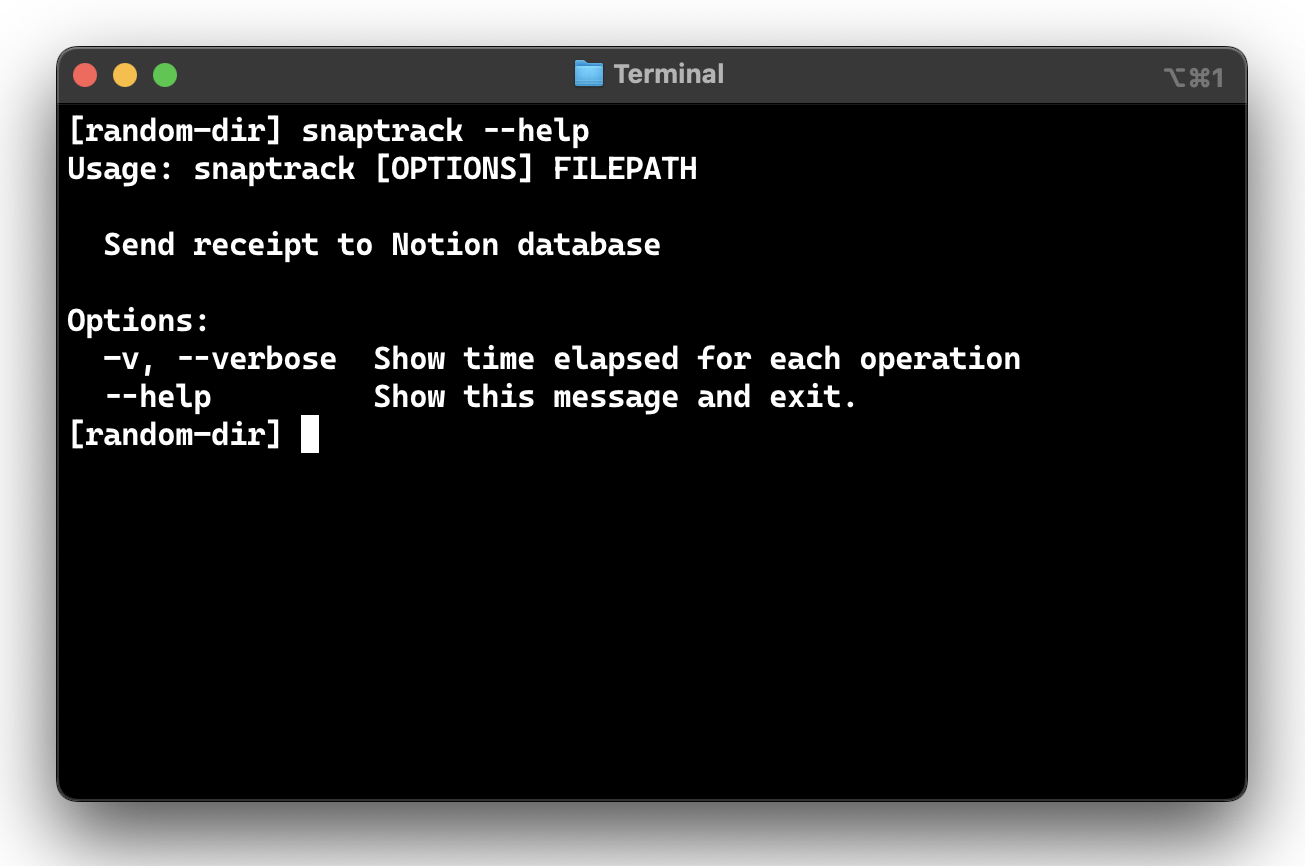 Terminal
⌥⌘1
[random-dir] snaptrack --help
Usage: snaptrack [OPTIONS] FILEPATH
  Send receipt to Notion database
Options:
  -v, --verbose  Show time elapsed for each operation
  --help         Show this message and exit.
[random-dir]